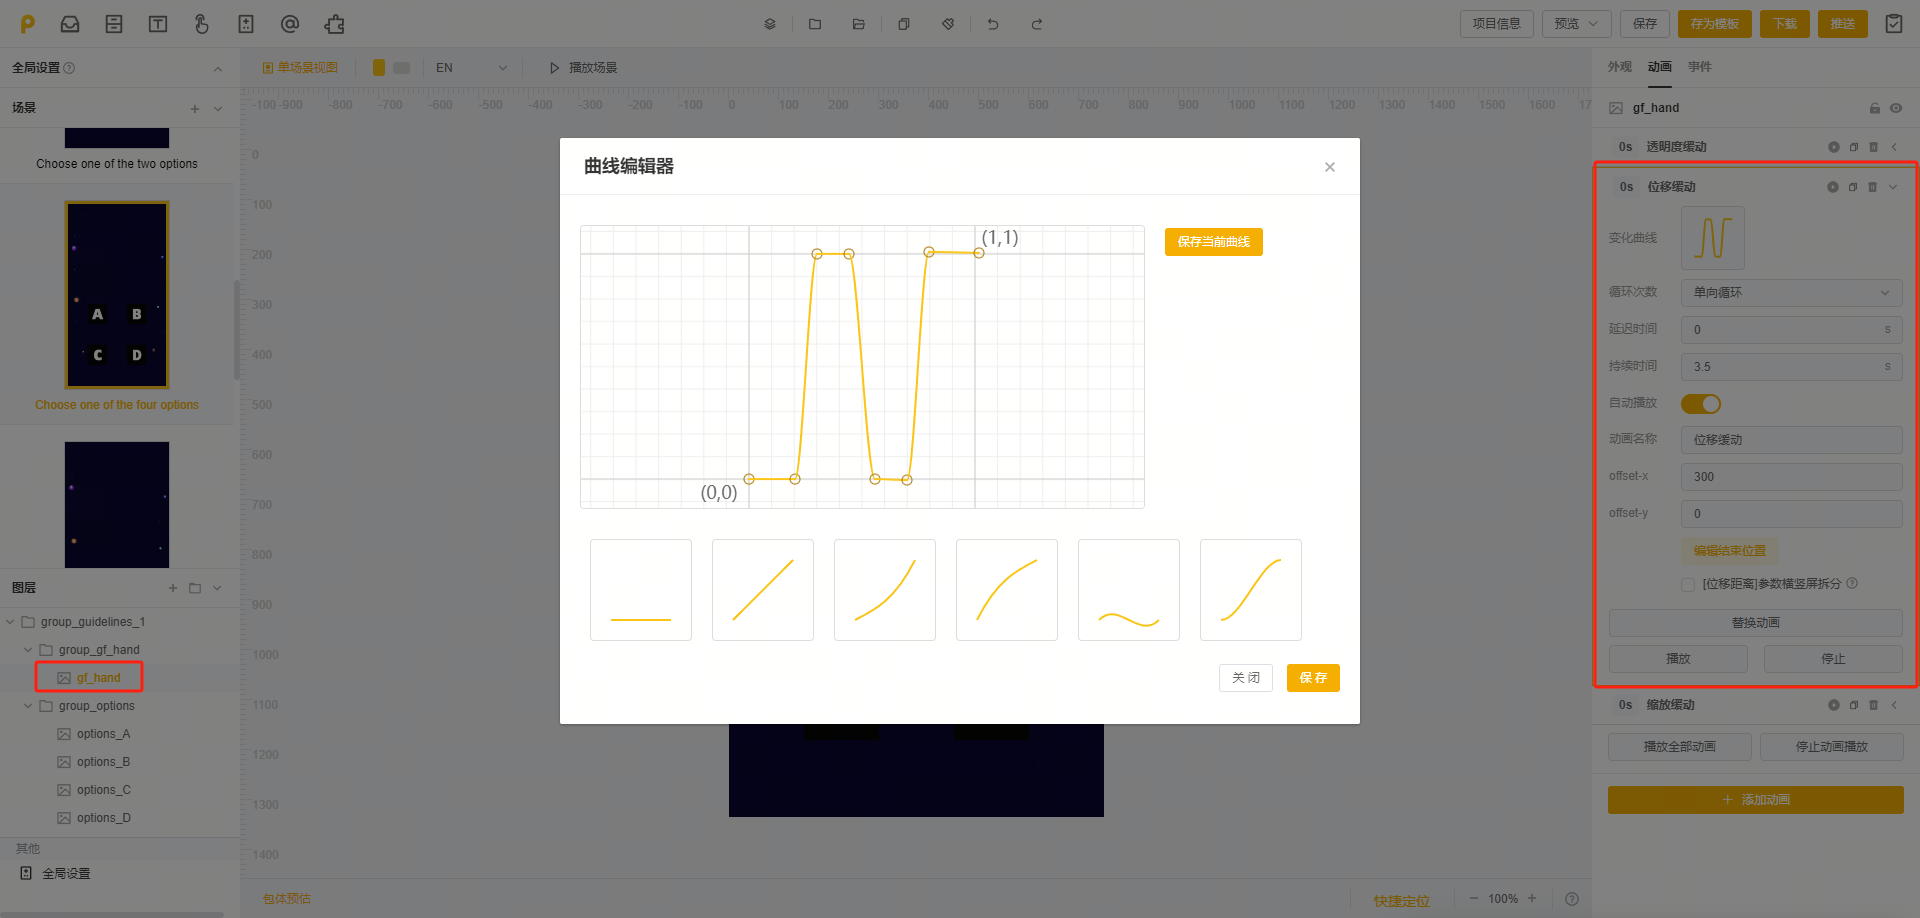 项目信息
预览
保存
存为模板
下载
推送
全局设置
单场景视图
EN
播放场景
外观
动画
事件
-100
-900
-800
-700
-600
-500
-400
-300
-200
-100
0
100
200
300
400
500
600
700
800
900
1000
1100
1200
1300
1400
1500
1600
17
场景
gf_hand
0
100
200
300
400
500
600
700
800
900
1000
1100
1200
1300
1400
Choose one of the two options
A
B
C
D
Choose one of the four options
图层
group_guidelines_1
group_gf_hand
gf_hand
group_options
options_A
options_B
options_C
options_D
其他
全局设置
曲线编辑器
(1,1)
(0,0)
保存当前曲线
关 闭
保 存
0s
透明度缓动
0s
位移缓动
变化曲线
循环次数
单向循环
延迟时间
0
s
持续时间
3.5
s
自动播放
动画名称
位移缓动
offset-x
300
offset-y
0
编辑结束位置
[位移距离]参数横竖屏拆分
替换动画
播放
停止
0s
缩放缓动
播放全部动画
停止动画播放
添加动画
包体预估
快捷定位
100%